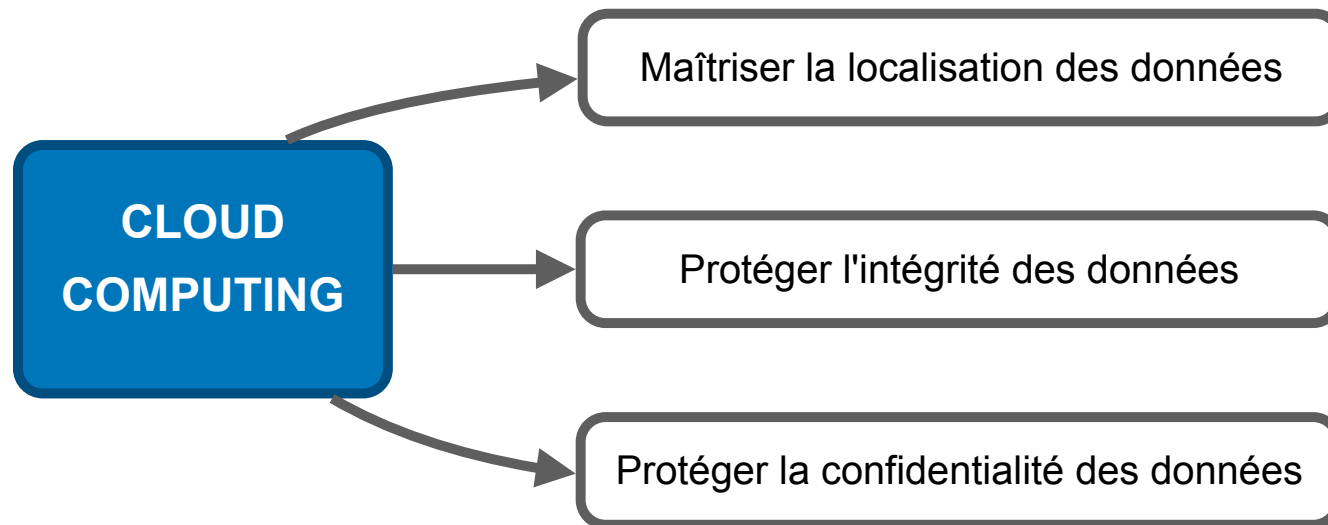 Maîtriser la localisation des données
CLOUD
COMPUTING
Protéger l'intégrité des données
Protéger la confidentialité des données